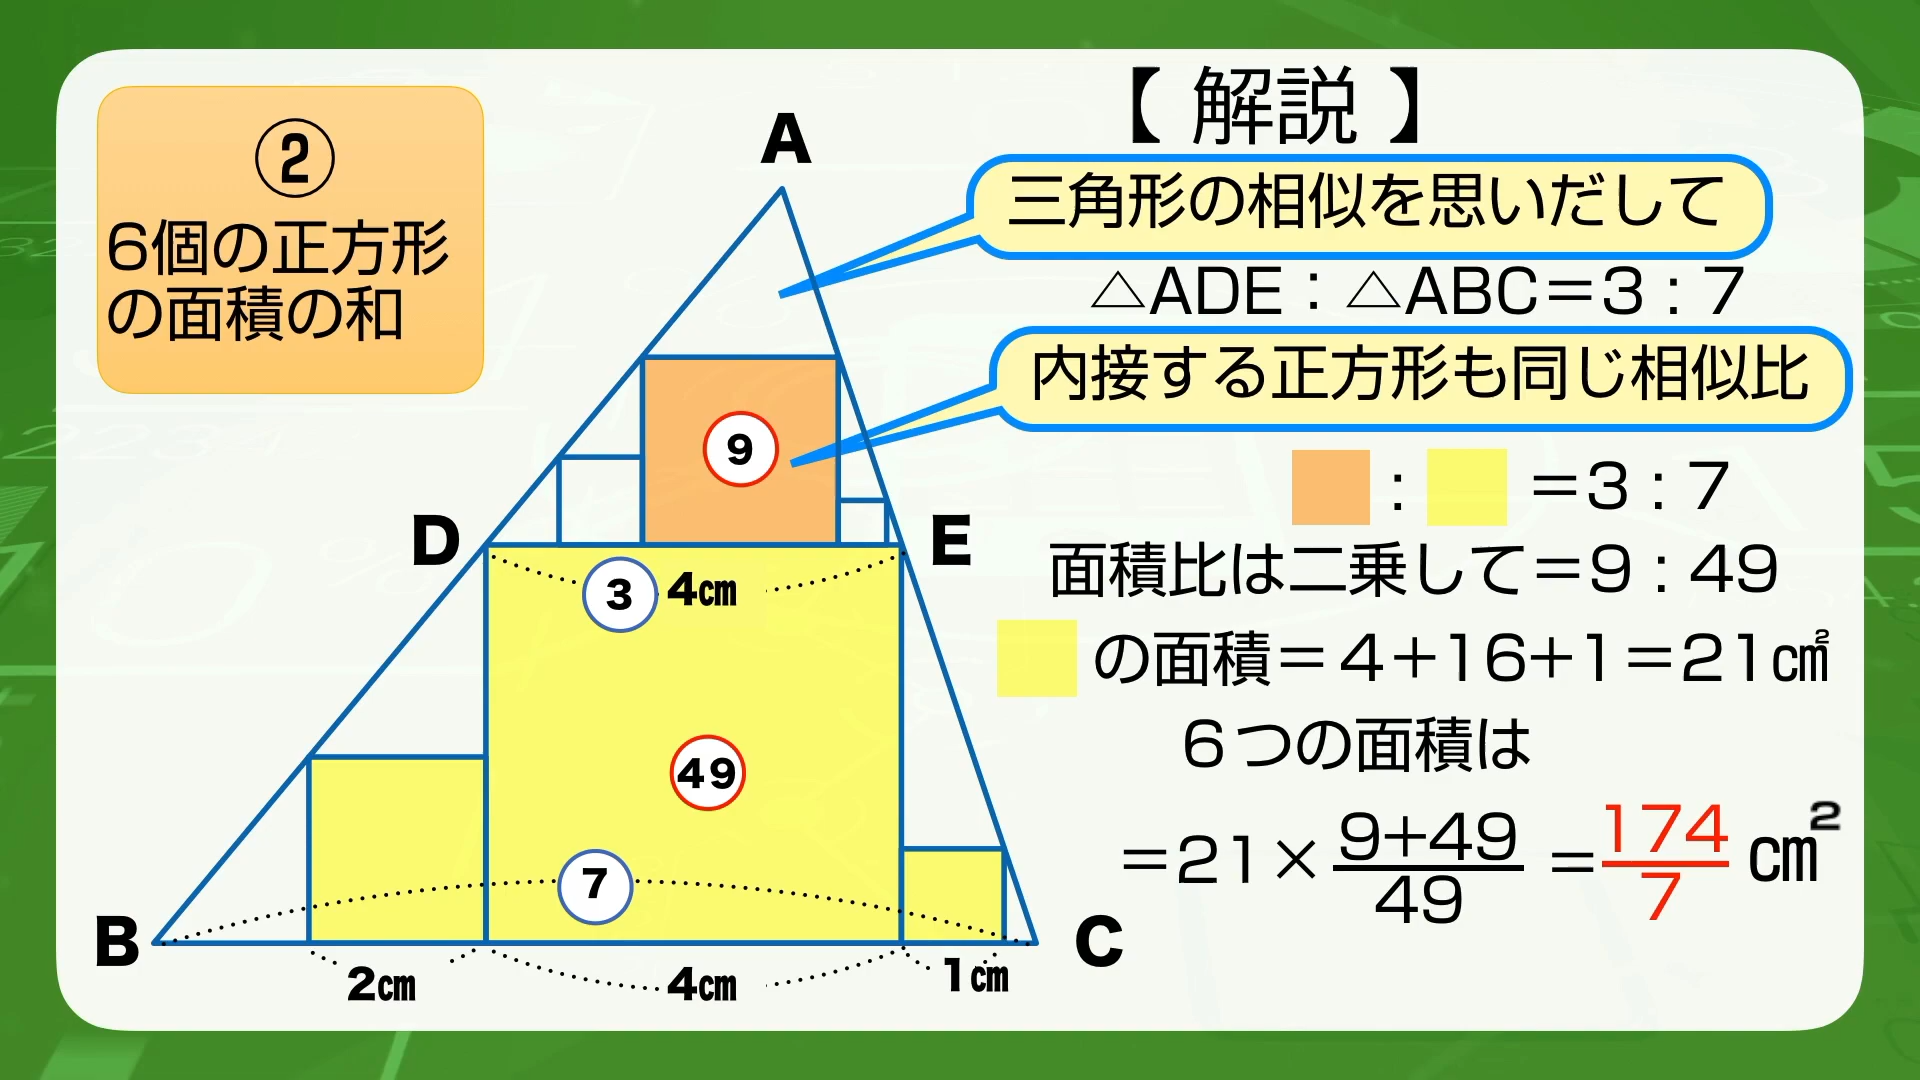 ②
6個の正方形
の面積の和
【 解説 】
三角形の相似を思いだして
△ADE：△ABC＝3：7
内接する正方形も同じ相似比
：＝3：7
面積比は二乗して＝9：49
の面積＝4＋16＋1＝21cm²
6つの面積は
＝21×9+49/49＝174/7 cm²
A
9
D
E
3
4cm
49
7
B
C
2cm
4cm
1cm